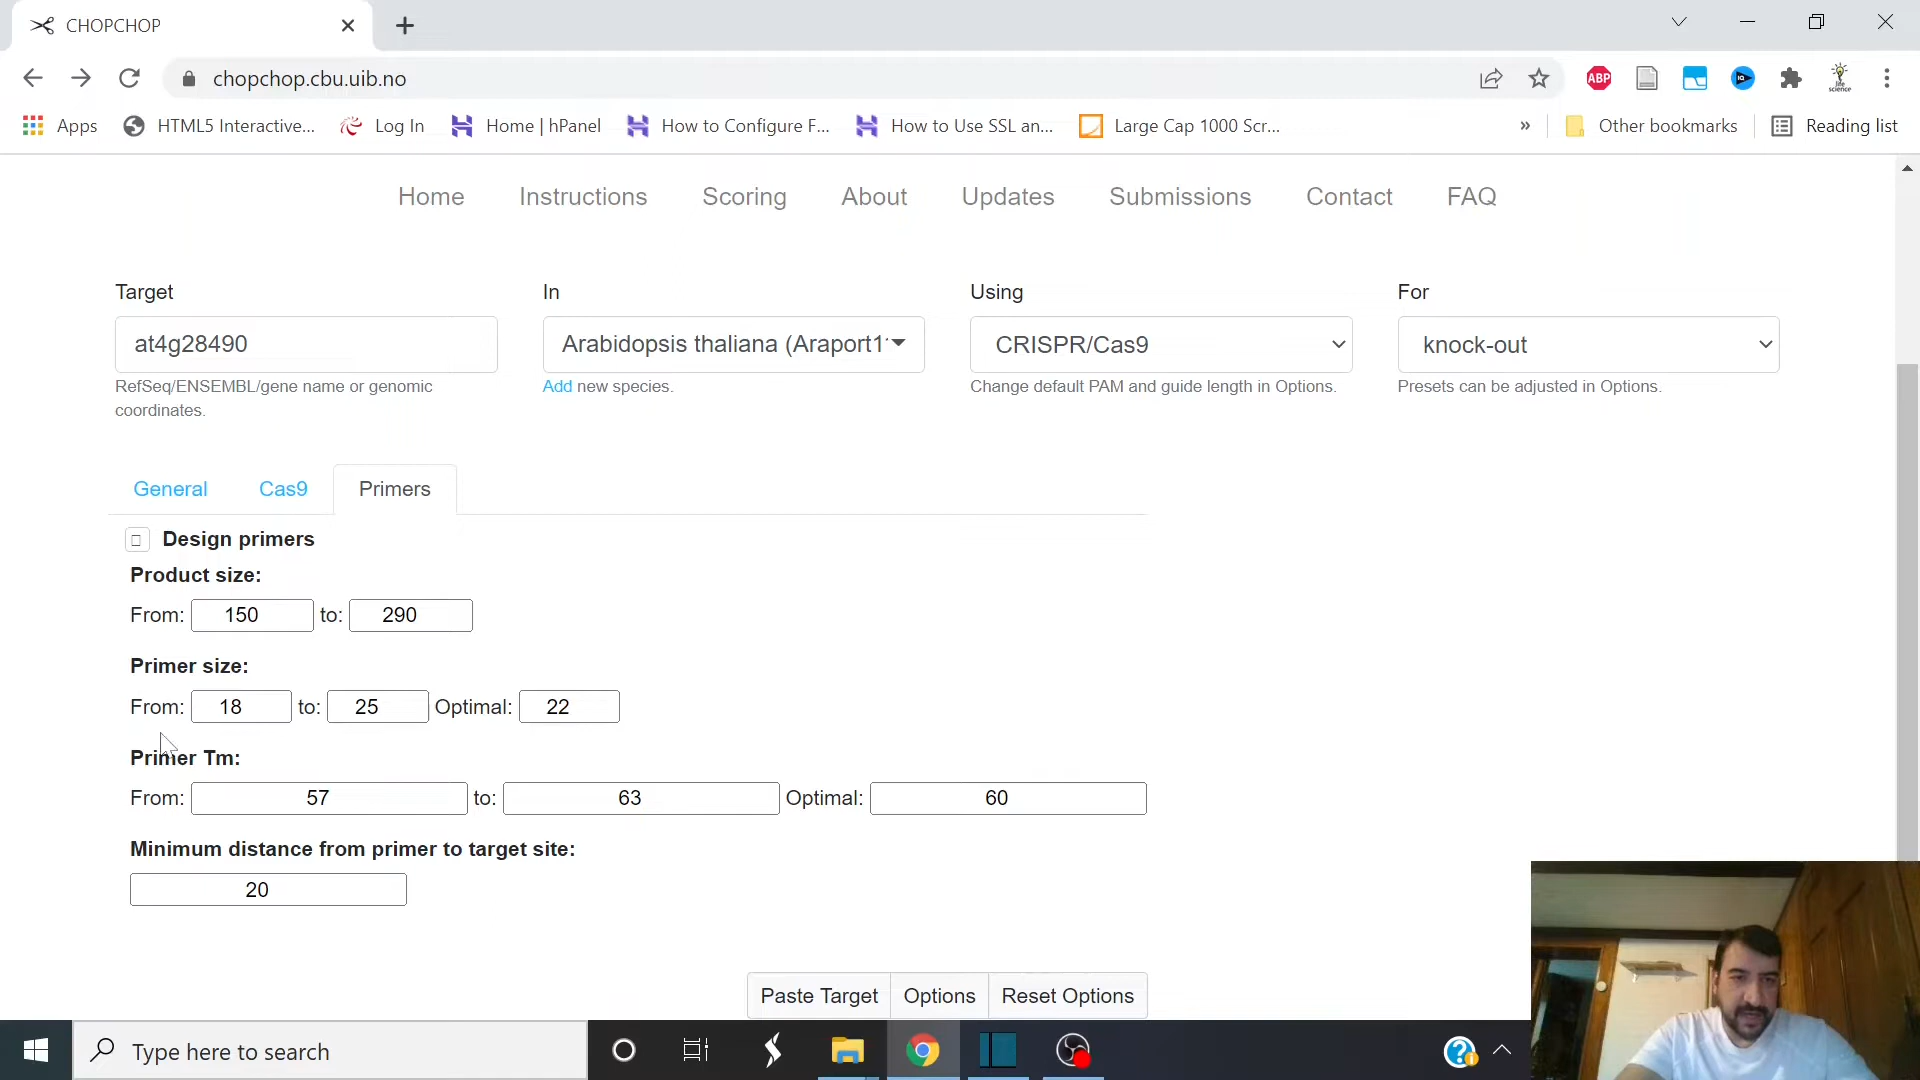 CHOPCHOP
chopchop.cbu.uib.no
ABP
Apps HTML5 Interactive... Log In Home | hPanel How to Configure F... How to Use SSL an... Large Cap 1000 Scr... » Other bookmarks Reading list
Home Instructions Scoring About Updates Submissions Contact FAQ
Target In Using For
at4g28490 Arabidopsis thaliana (Araport1 CRISPR/Cas9 knock-out
RefSeq/ENSEMBL/gene name or genomic Add new species. Change default PAM and guide length in Options. Presets can be adjusted in Options.
coordinates.
General Cas9 Primers
Design primers
Product size:
From: 150 to: 290
Primer size:
From: 18 to: 25 Optimal: 22
Primer Tm:
From: 57 to: 63 Optimal: 60
Minimum distance from primer to target site:
20
Paste Target Options Reset Options
Type here to search